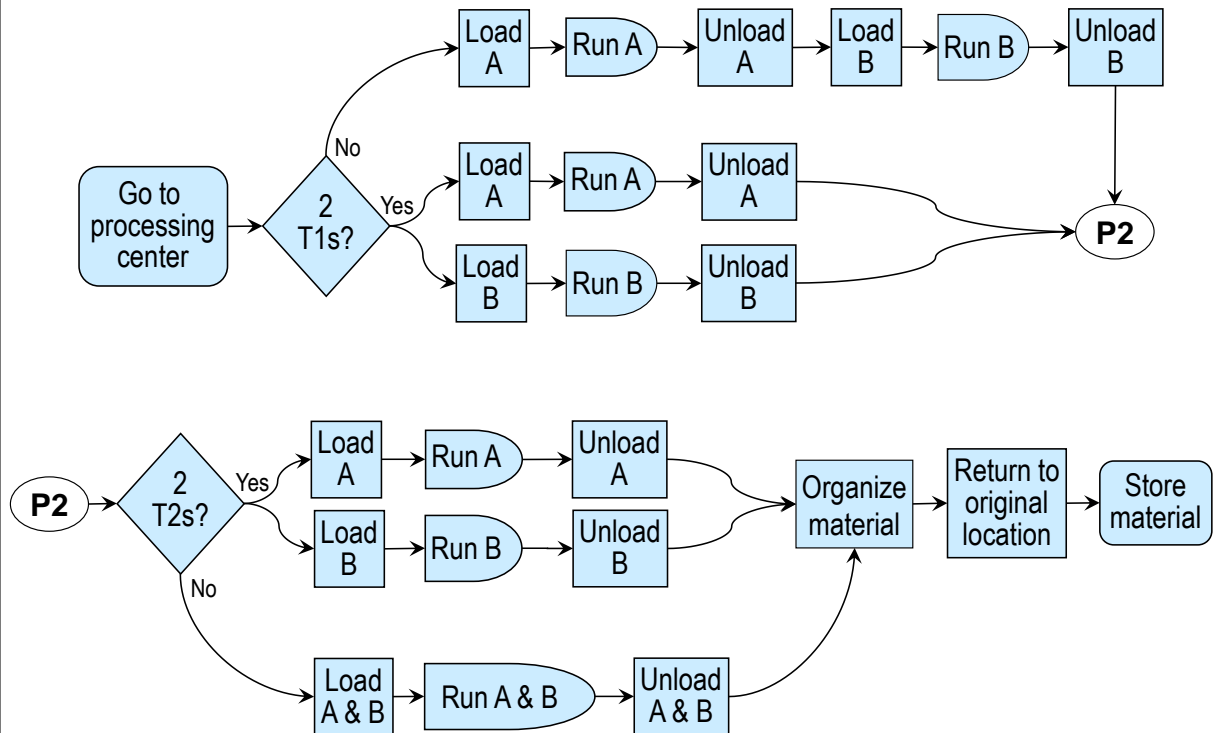 Load
A
Run A
Unload
A
Load
B
Run B
Unload
B
No
Go to
processing
center
2
T1s?
Yes
Load
A
Run A
Unload
A
Load
B
Run B
Unload
B
P2
P2
2
T2s?
Yes
Load
A
Run A
Unload
A
Load
B
Run B
Unload
B
No
Load
A & B
Run A & B
Unload
A & B
Organize
material
Return to
original
location
Store
material